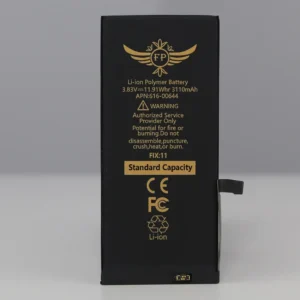 FP
Li-ion Polymer Battery
3.83V⎓11.91Whr 3110mAh
APN:616-00644
⚠ WARNING
Authorized Service
Provider Only
Potential for fire or
burning.Do not
disassemble,puncture,
crush,heat,or burn.
FIX:11
Standard Capacity
CE
FC
Li-ion